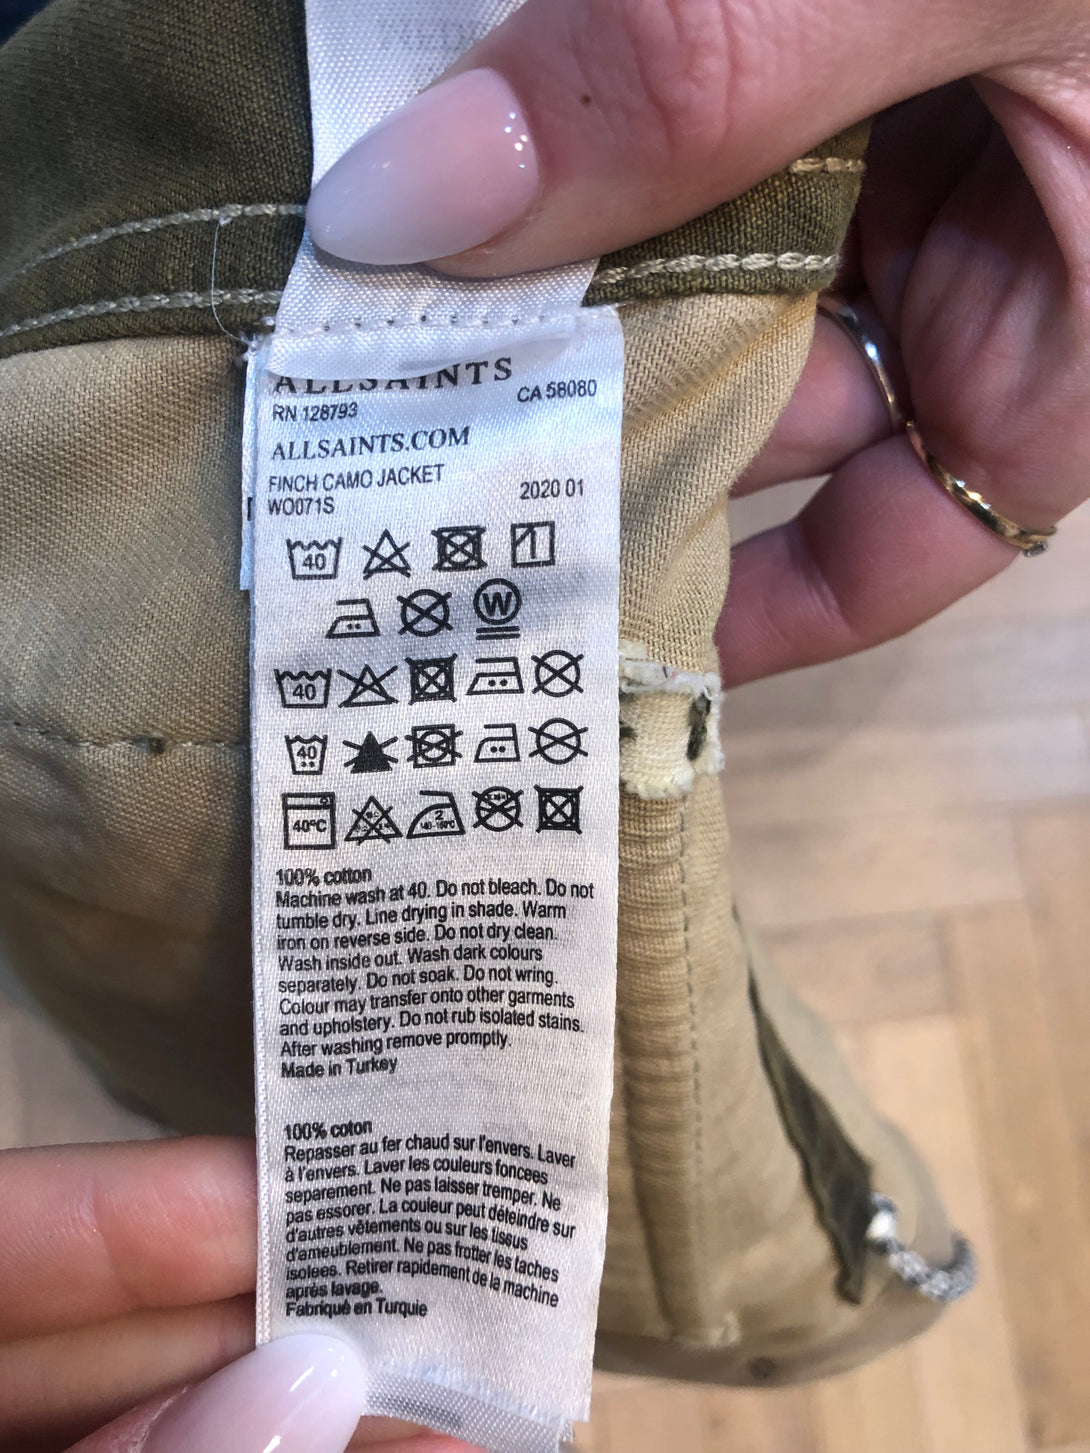 ALLSAINTS
RN 128793 CA 58080
ALLSAINTS.COM
FINCH CAMO JACKET
WO071S 2020 01
40
W
40
40
40°C 2
100% cotton
Machine wash at 40. Do not bleach. Do not
tumble dry. Line drying in shade. Warm
iron on reverse side. Do not dry clean.
Wash inside out. Wash dark colours
separately. Do not soak. Do not wring.
Colour may transfer onto other garments
and upholstery. Do not rub isolated stains.
After washing remove promptly.
Made in Turkey
100% coton
Repasser au fer chaud sur l'envers. Laver
à l'envers. Laver les couleurs foncees
separement. Ne pas laisser tremper. Ne
pas essorer. La couleur peut déteindre sur
d'autres vêtements ou sur les tissus
d'ameublement. Ne pas frotter les taches
isolees. Retirer rapidement de la machine
après lavage.
Fabriqué en Turquie